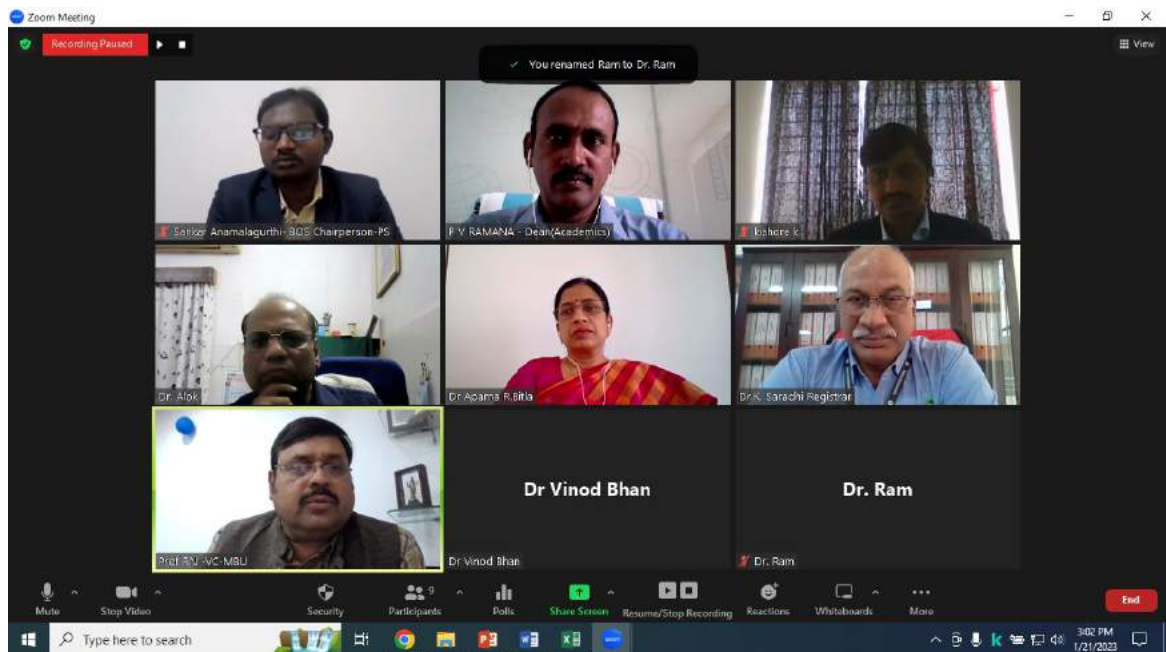 Zoom Meeting
Recording Paused
View
You renamed Ram to Dr. Ram
Sankar Anamalagurthi- BOS Chairperson-PS
P V RAMANA - Dean(Academics)
kishore k
Dr. Alok
Dr Aparna R.Bitla
Dr K. Saradhi Registrar
Dr Vinod Bhan
Dr. Ram
-VC-MBU
Dr Vinod Bhan
Dr. Ram
9
Mute
Stop Video
Security
Participants
Polls
Share Screen
Resume/Stop Recording
Reactions
Whiteboards
More
End
Type here to search
3:02 PM
1/21/2023